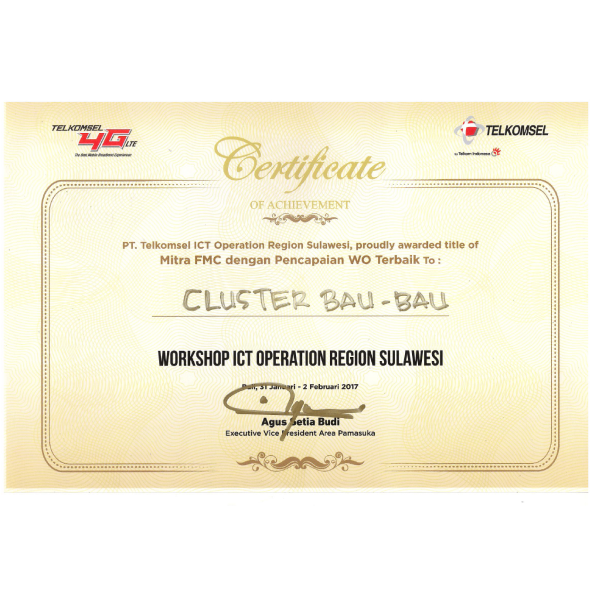 TELKOMSEL
4G LTE
The Best Mobile Broadband Experience!
TELKOMSEL
by Telkom Indonesia
Certificate
OF ACHIEVEMENT
PT. Telkomsel ICT Operation Region Sulawesi, proudly awarded title of
Mitra FMC dengan Pencapaian WO Terbaik To :
CLUSTER BAU-BAU
WORKSHOP ICT OPERATION REGION SULAWESI
Bali, 31 Januari - 2 Februari 2017
Agus Setia Budi
Executive Vice President Area Pamasuka